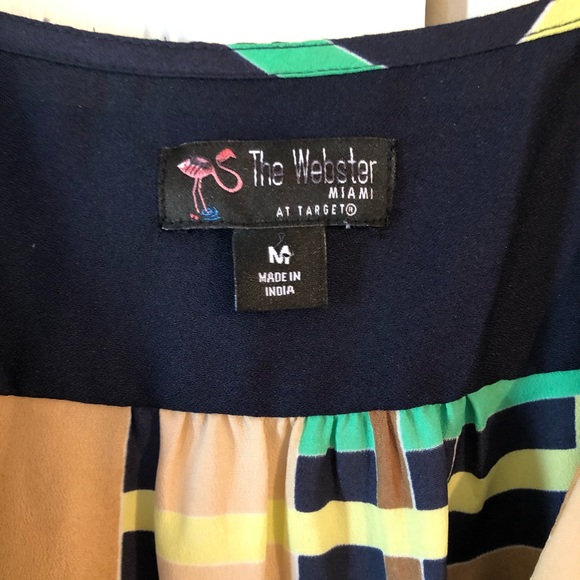 The Webster
MIAMI
AT TARGET®
M
MADE IN
INDIA